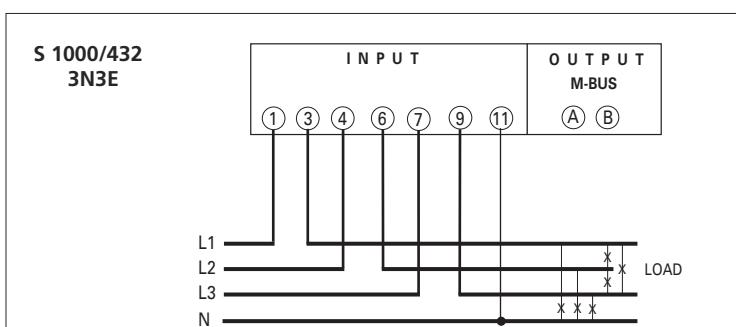 S 1000/432
3N3E
INPUT
OUTPUT
M-BUS
1 3 4 6 7 9 11
A B
L1
L2
L3
N
LOAD
X
X X
X
X X X